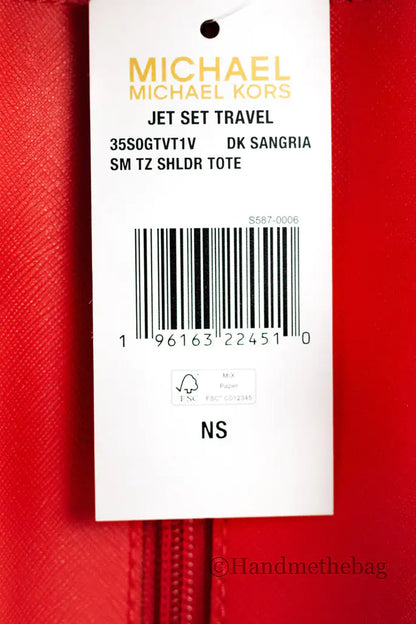 MICHAEL
MICHAEL KORS
JET SET TRAVEL
35S0GTVT1V DK SANGRIA
SM TZ SHLDR TOTE
S587-0006
1 96163 22451 0
FSC
MIX
Paper
FSC® C012345
NS
©Handmethebag